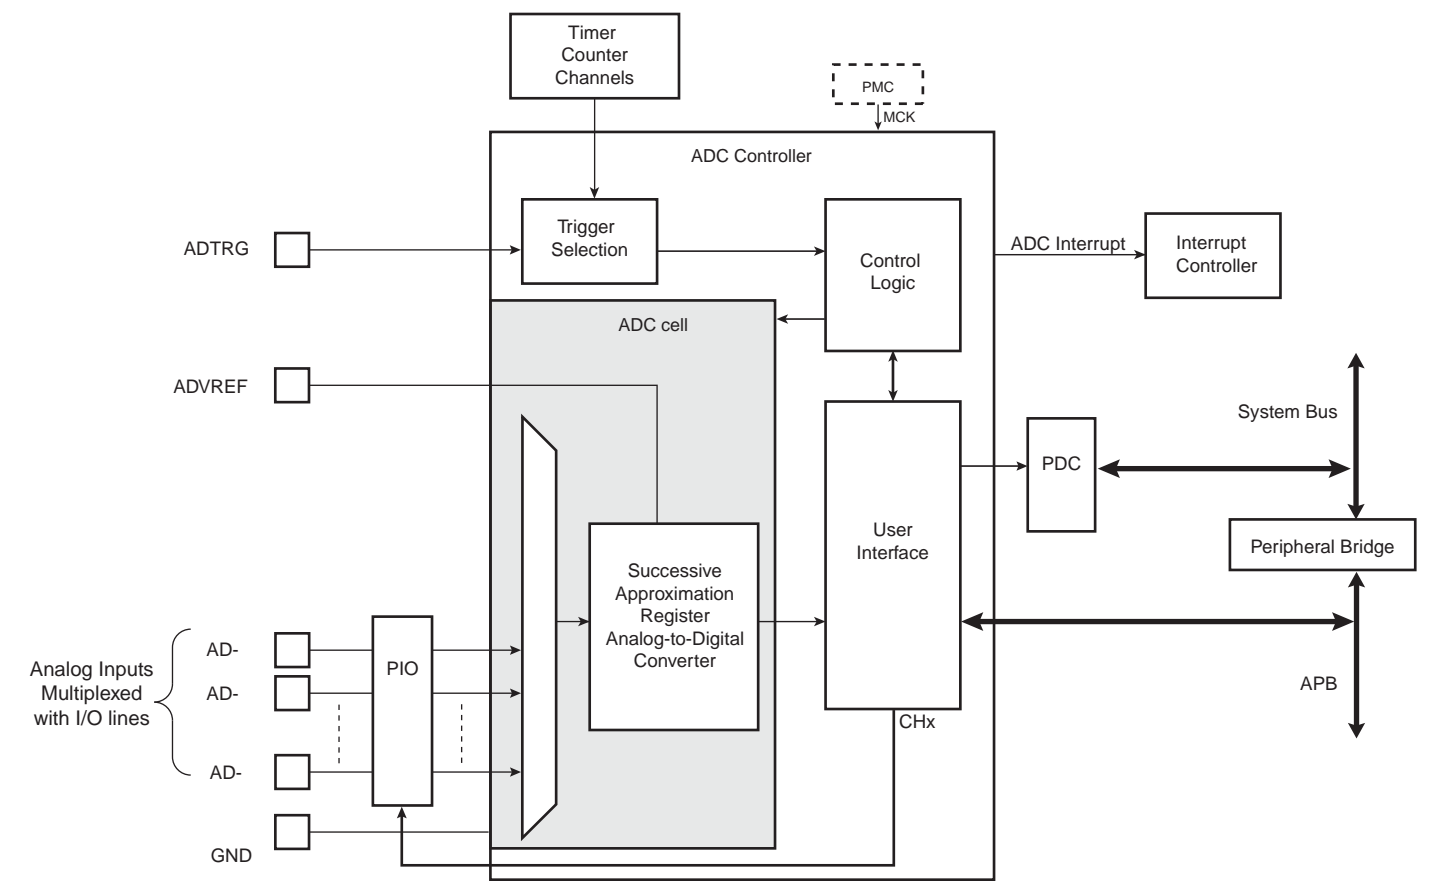 Timer
Counter
Channels
PMC
MCK
ADC Controller
ADTRG
Trigger
Selection
Control
Logic
ADC Interrupt
Interrupt
Controller
ADC cell
ADVREF
System Bus
PDC
User
Interface
Peripheral Bridge
Successive
Approximation
Register
Analog-to-Digital
Converter
Analog Inputs
Multiplexed
with I/O lines
AD-
AD-
AD-
PIO
APB
CHx
GND